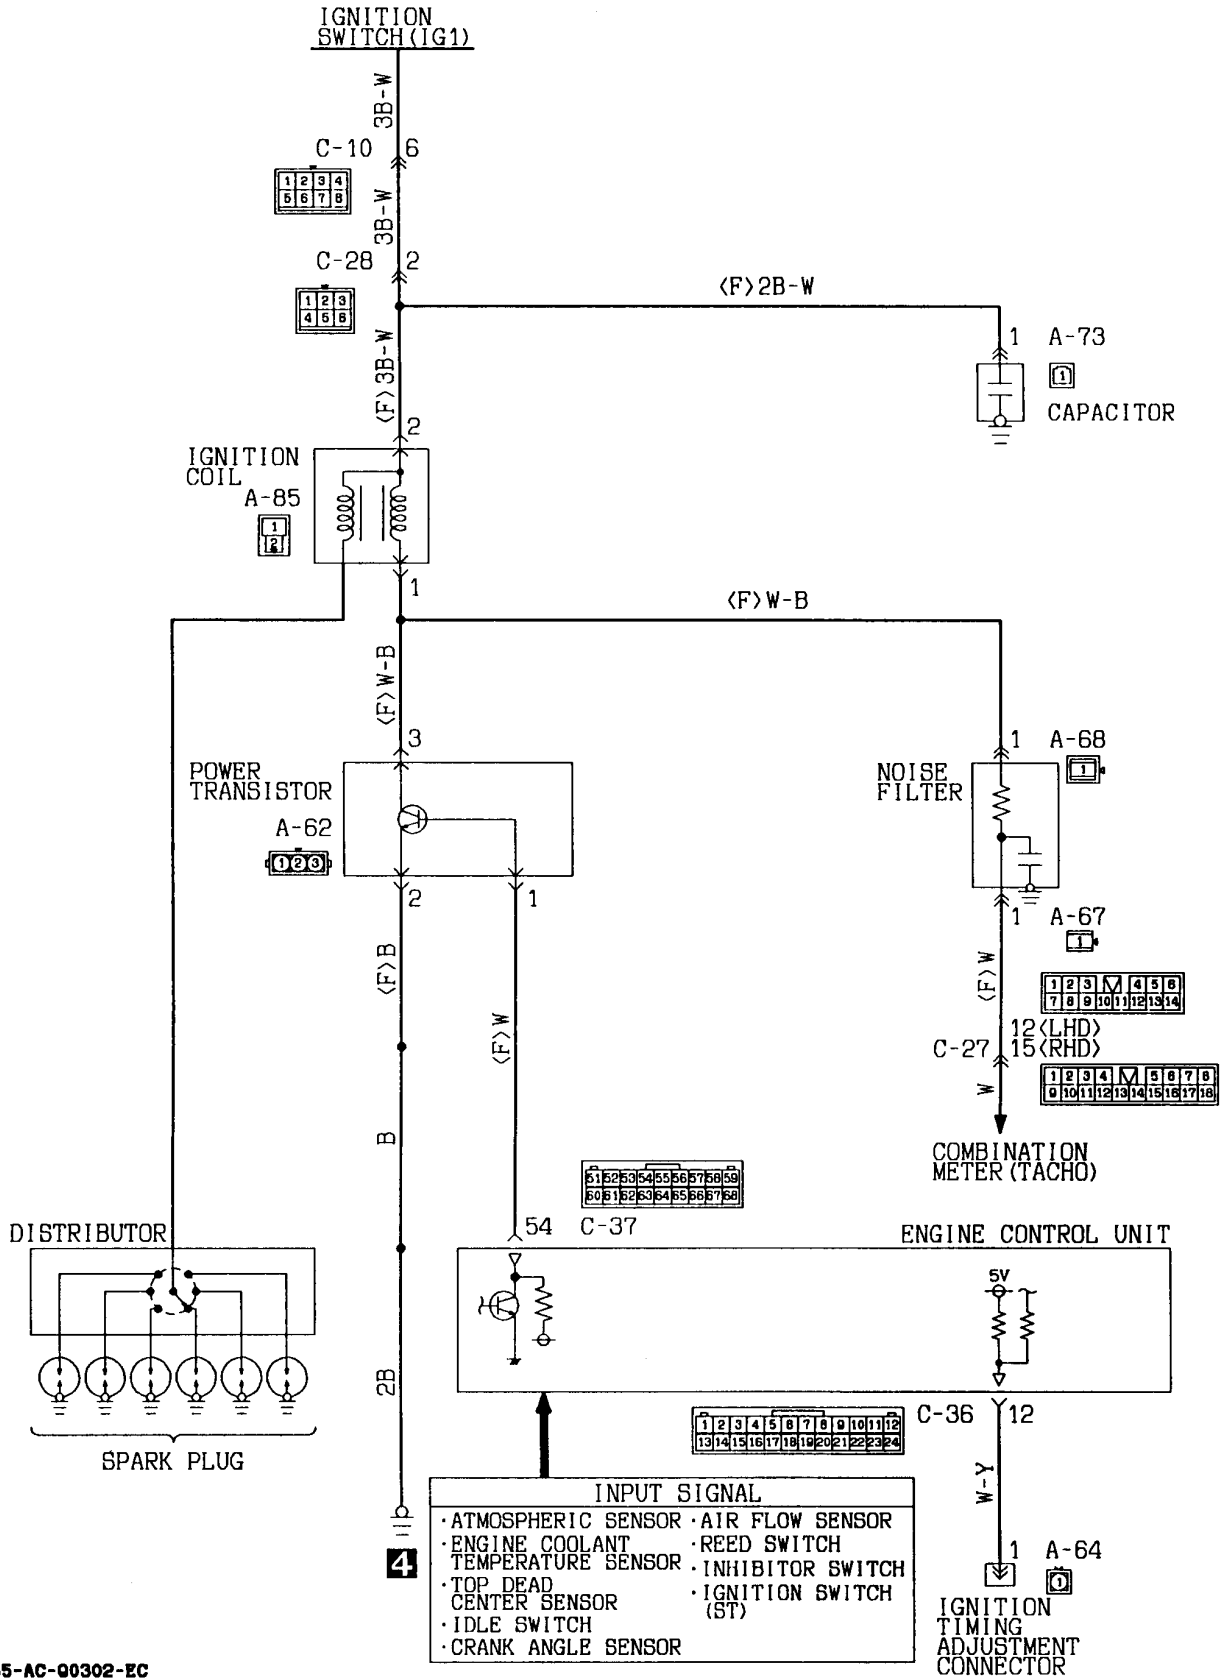 IGNITION
SWITCH(IG1)
3B-W
C-10 6
1 2 3 4
5 6 7 8
3B-W
C-28 2
1 2 3
4 5 6
<F>2B-W
<F>3B-W
1 A-73
1
CAPACITOR
2
IGNITION
COIL
A-85
1
2
1
<F>W-B
<F>W-B
3
1 A-68
1
POWER
TRANSISTOR
NOISE
FILTER
A-62
1 2 3
2 1
1 A-67
1
<F>B
<F>W
<F>W
1 2 3 4 5 6
7 8 9 10 11 12 13 14
12<LHD>
C-27 15<RHD>
W
1 2 3 4 5 6 7 8
9 10 11 12 13 14 15 16 17 18
B
COMBINATION
METER(TACHO)
51 52 53 54 55 56 57 58 59
60 61 62 63 64 65 66 67 68
54 C-37
DISTRIBUTOR
ENGINE CONTROL UNIT
5V
2B
SPARK PLUG
C-36 12
1 2 3 4 5 6 7 8 9 10 11 12
13 14 15 16 17 18 19 20 21 22 23 24
W-Y
4
INPUT SIGNAL
·ATMOSPHERIC SENSOR
·ENGINE COOLANT
TEMPERATURE SENSOR
·TOP DEAD
CENTER SENSOR
·IDLE SWITCH
·CRANK ANGLE SENSOR
·AIR FLOW SENSOR
·REED SWITCH
·INHIBITOR SWITCH
·IGNITION SWITCH
(ST)
1 A-64
1
IGNITION
TIMING
ADJUSTMENT
CONNECTOR
5-AC-Q0302-EC